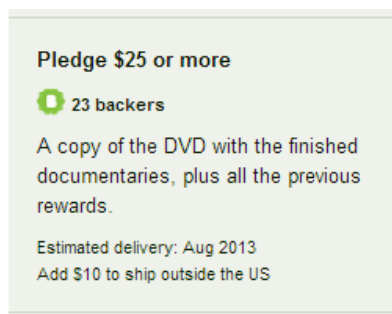 Pledge $25 or more
23 backers
A copy of the DVD with the finished
documentaries, plus all the previous
rewards.
Estimated delivery: Aug 2013
Add $10 to ship outside the US